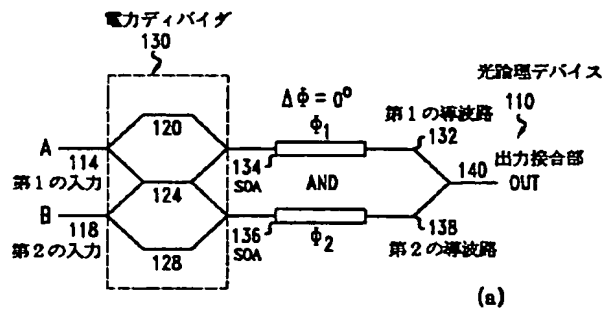 電力ディバイダ
130
光論理デバイス
110
ΔΦ=0°
Φ1
第1の導波路
132
120
A
114
第1の入力
134
SOA
出力接合部
140
OUT
124
AND
B
118
第2の入力
136
SOA
Φ2
138
第2の導波路
128
(a)